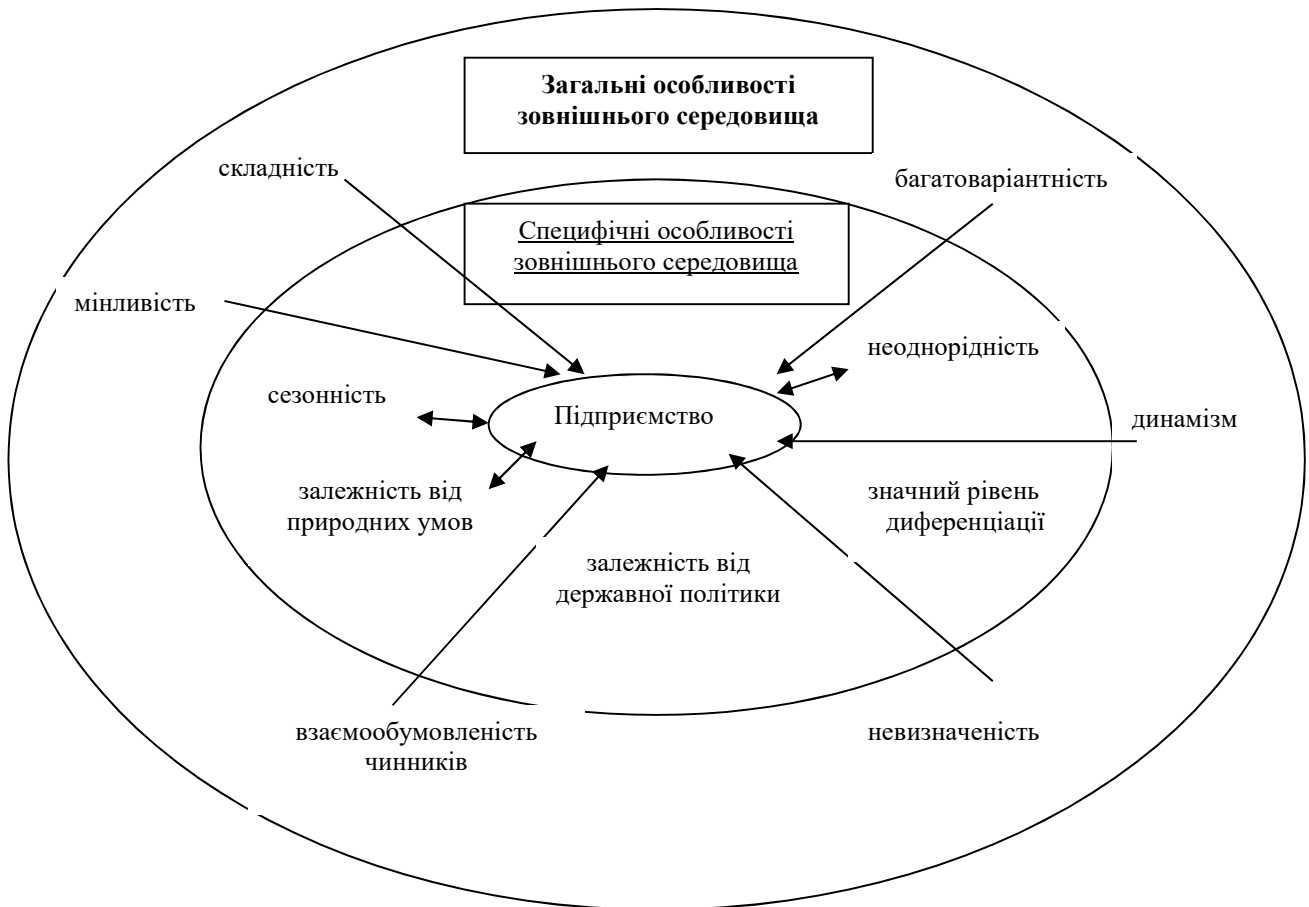 Загальні особливості
зовнішнього середовища
складність
багатоваріантність
Специфічні особливості
зовнішнього середовища
мінливість
неоднорідність
сезонність
Підприємство
динамізм
залежність від
природних умов
значний рівень
диференціації
залежність від
державної політики
взаємообумовленість
чинників
невизначеність